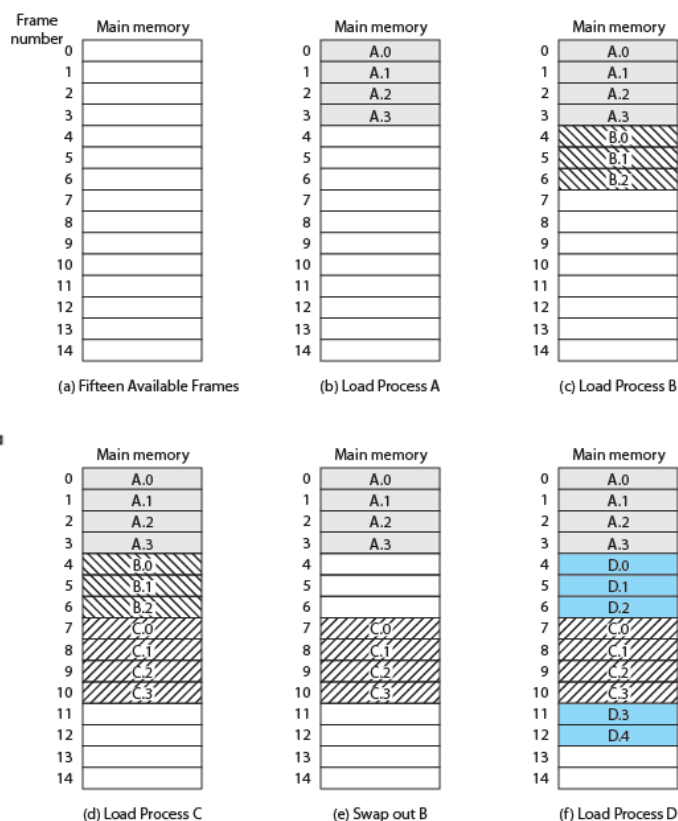 Frame
number
Main memory
Main memory
Main memory
0
A.0
0
A.0
0
1
A.1
1
A.1
1
2
A.2
2
A.2
2
3
A.3
3
A.3
3
4
4
B.0
4
5
5
B.1
5
6
6
B.2
6
7
7
7
8
8
8
9
9
9
10
10
10
11
11
11
12
12
12
13
13
13
14
14
14
(a) Fifteen Available Frames
(b) Load Process A
(c) Load Process B
Main memory
Main memory
Main memory
0 A.0
0 A.0
0 A.0
1 A.1
1 A.1
1 A.1
2 A.2
2 A.2
2 A.2
3 A.3
3 A.3
3 A.3
4 B.0
4
4 D.0
5 B.1
5
5 D.1
6 B.2
6
6 D.2
7 C.0
7 C.0
7 C.0
8 C.1
8 C.1
8 C.1
9 C.2
9 C.2
9 C.2
10 C.3
10 C.3
10 C.3
11
11
11 D.3
12
12
12 D.4
13
13
13
14
14
14
(d) Load Process C
(e) Swap out B
(f) Load Process D